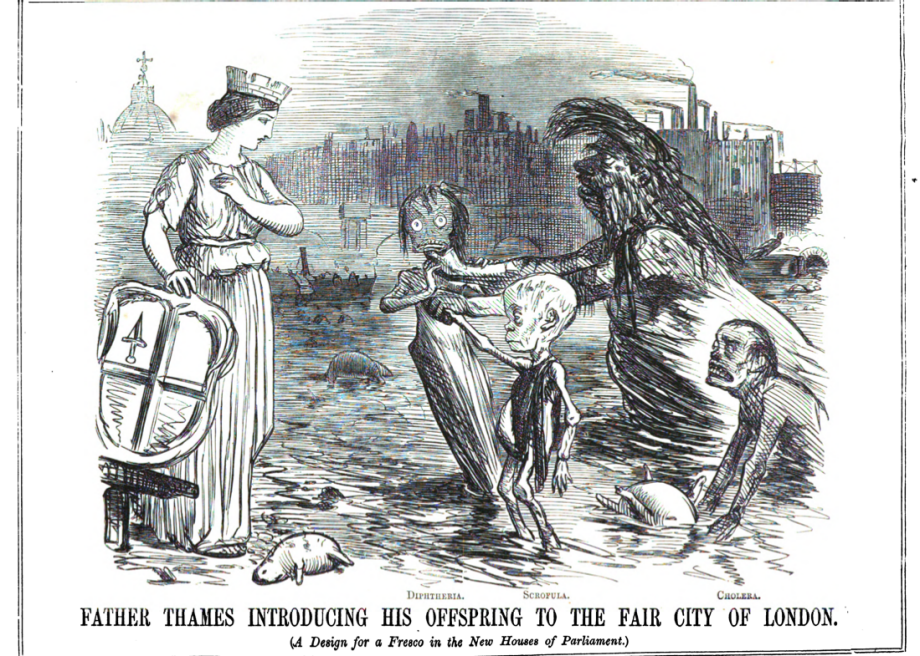 DIPHTHERIA. SCROFULA. CHOLERA.
FATHER THAMES INTRODUCING HIS OFFSPRING TO THE FAIR CITY OF LONDON.
(A Design for a Fresco in the New Houses of Parliament.)